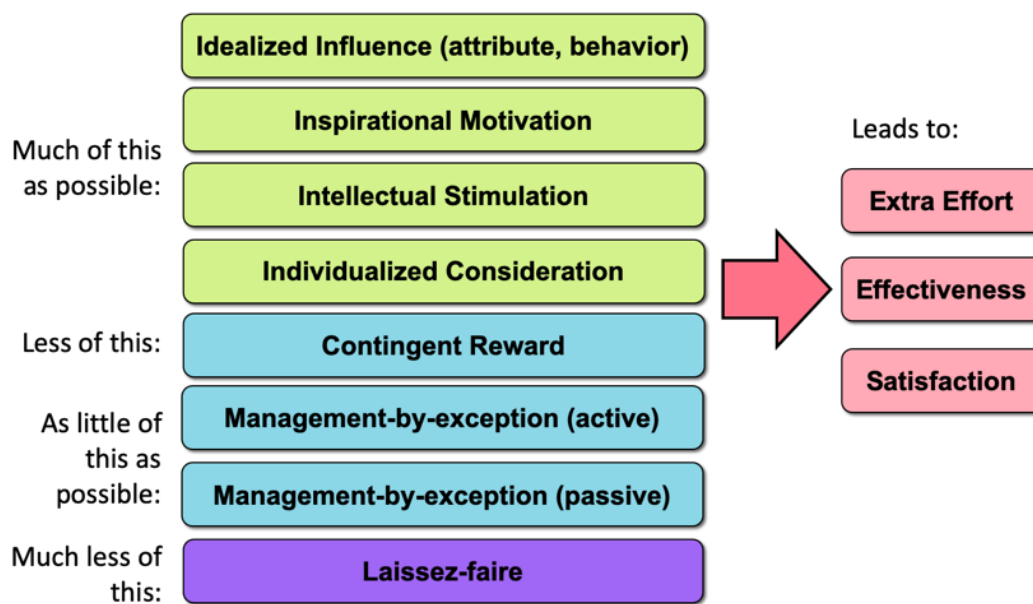 Idealized Influence (attribute, behavior)
Inspirational Motivation
Much of this
as possible:
Intellectual Stimulation
Individualized Consideration
Less of this:
Contingent Reward
As little of
this as
possible:
Management-by-exception (active)
Management-by-exception (passive)
Much less of
this:
Laissez-faire
Leads to:
Extra Effort
Effectiveness
Satisfaction